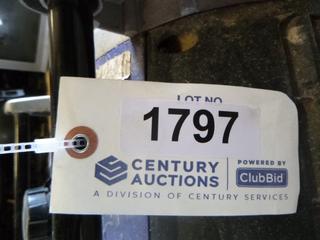 LOT NO
1797
CENTURY AUCTIONS
POWERED BY
ClubBid
A DIVISION OF CENTURY SERVICES